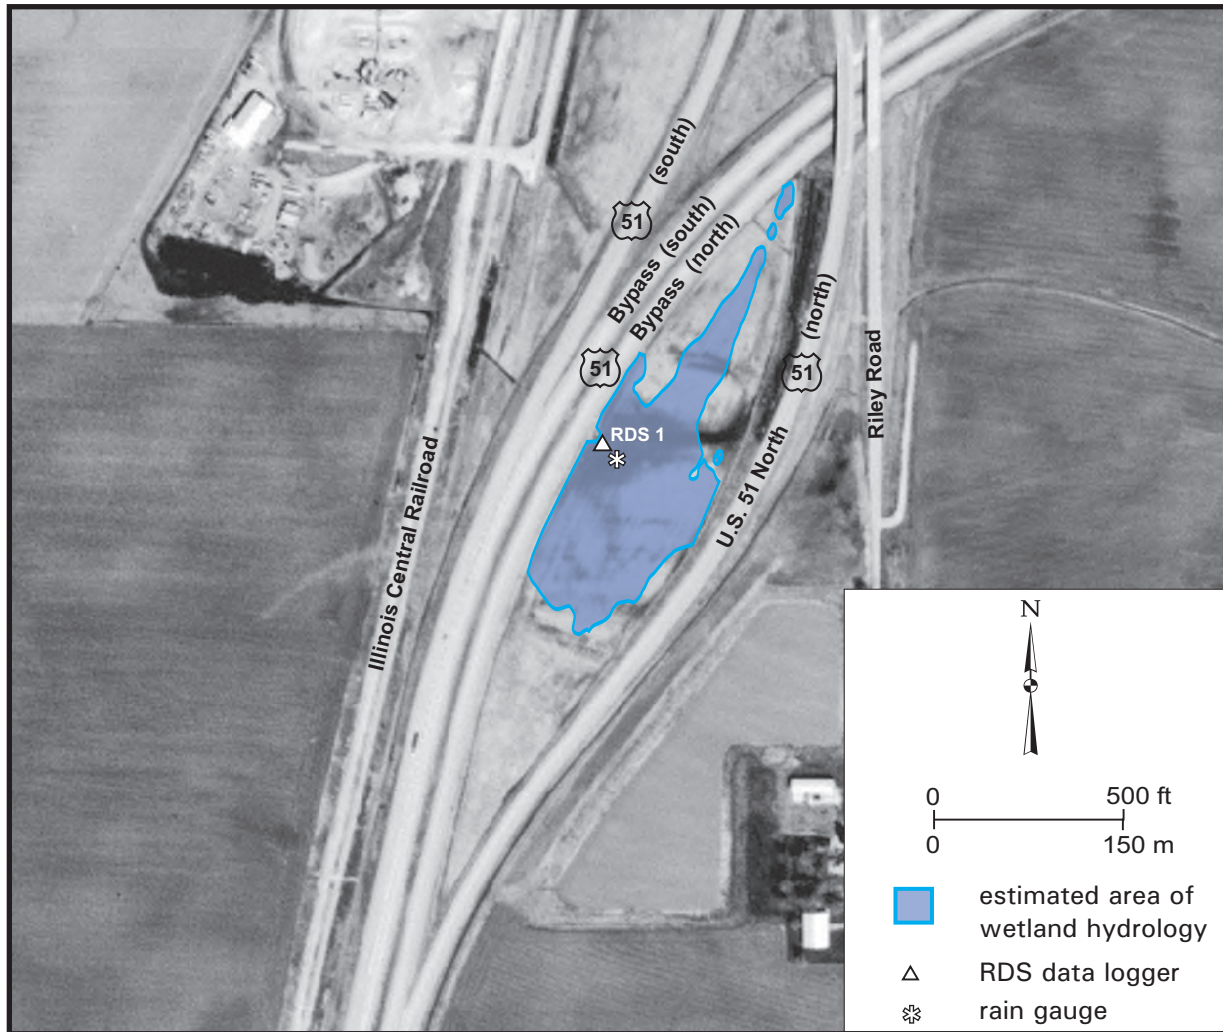 (south)
51
Bypass (south)
Bypass (north)
51
(north)
51
RDS 1
U.S. 51 North
Riley Road
Illinois Central Railroad
N
0 500 ft
0 150 m
estimated area of
wetland hydrology
RDS data logger
rain gauge